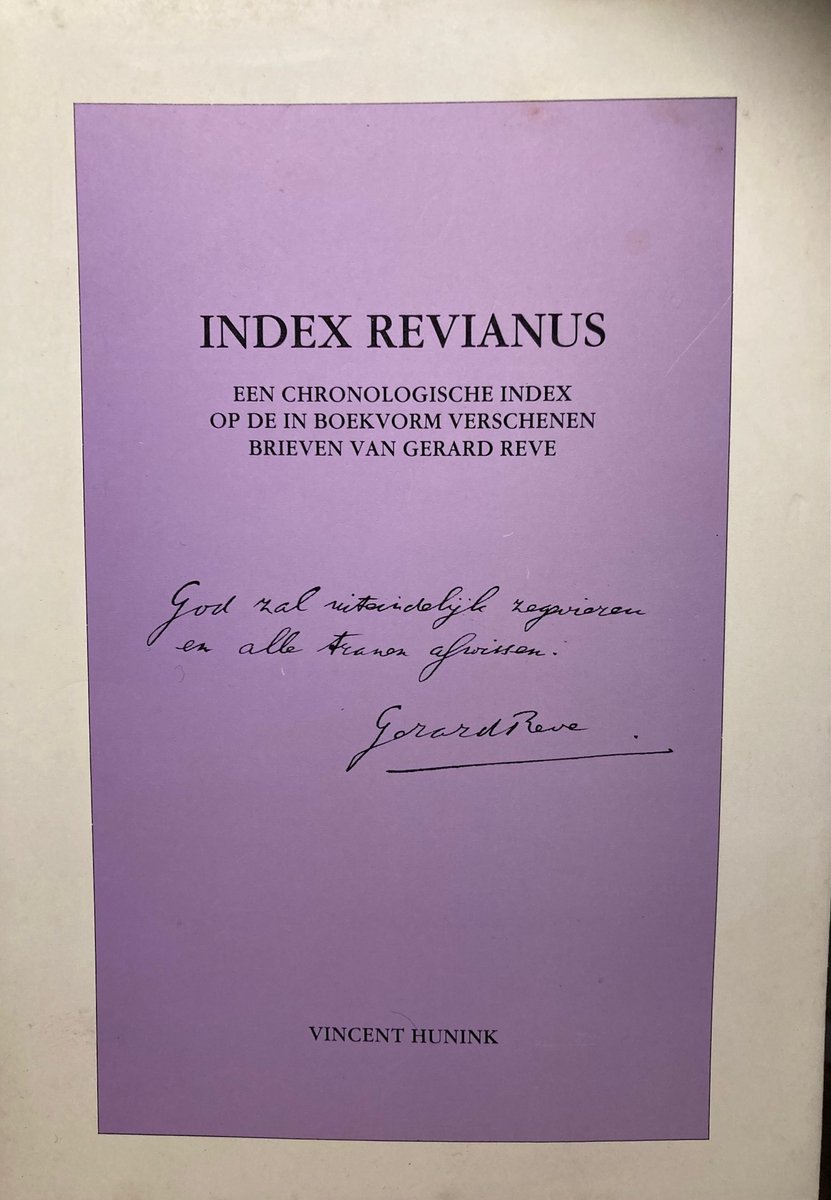 INDEX REVIANUS
EEN CHRONOLOGISCHE INDEX
OP DE IN BOEKVORM VERSCHENEN
BRIEVEN VAN GERARD REVE
God zal uiteindelijk zegevieren
en alle tranen afwissen.
Gerard Reve.
VINCENT HUNINK